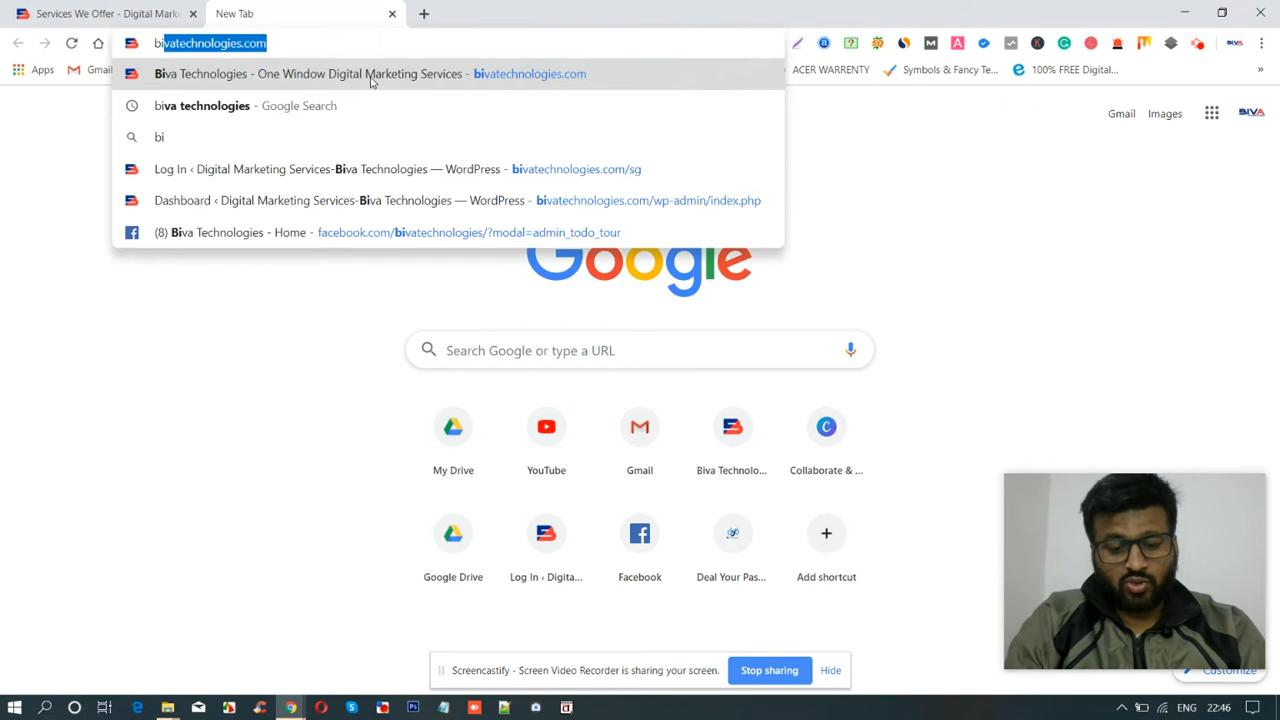 Services We Offer - Digital Marke
New Tab
bivatechnologies.com
Apps
Gmail
ACER WARRENTY
Symbols & Fancy Te...
100% FREE Digital...
Biva Technologies - One Window Digital Marketing Services - bivatechnologies.com
biva technologies - Google Search
bi
Log In ‹ Digital Marketing Services-Biva Technologies — WordPress - bivatechnologies.com/sg
Dashboard ‹ Digital Marketing Services-Biva Technologies — WordPress - bivatechnologies.com/wp-admin/index.php
(8) Biva Technologies - Home - facebook.com/bivatechnologies/?modal=admin_todo_tour
Gmail
Images
BIVA
Google
Search Google or type a URL
My Drive
YouTube
Gmail
Biva Technolo...
Collaborate & ...
Google Drive
Log In ‹ Digita...
Facebook
Deal Your Pas...
Add shortcut
Screencastify - Screen Video Recorder is sharing your screen.
Stop sharing
Hide
Customize
ENG
22:46